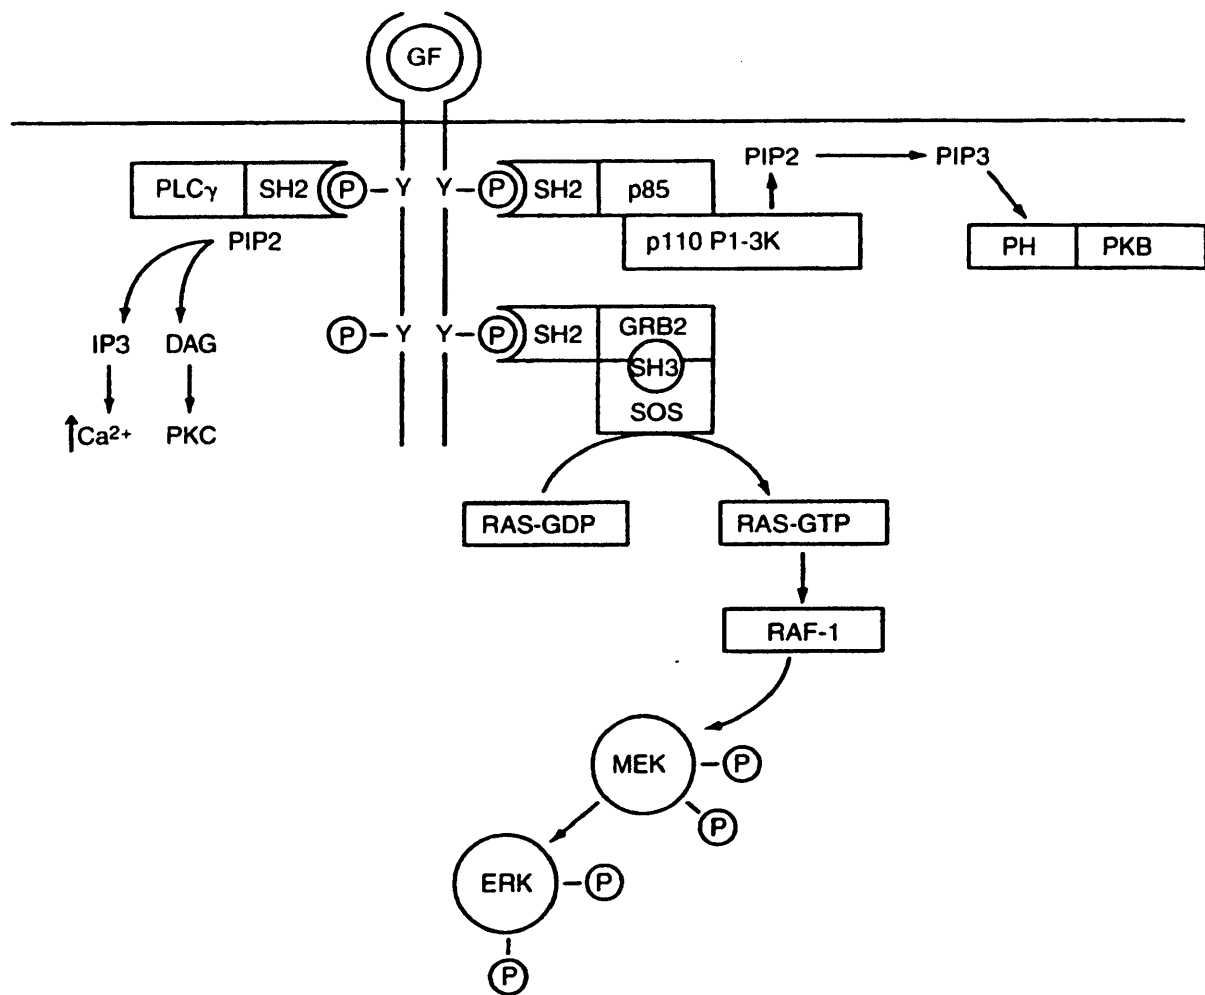 GF
PIP2 PIP3
PLCγ SH2 P Y Y P SH2 p85
p110 P1-3K
PH PKB
PIP2
P Y Y P SH2 GRB2
IP3 DAG
SH3
SOS
Ca²⁺ PKC
RAS-GDP RAS-GTP
RAF-1
MEK P
P
ERK P
P